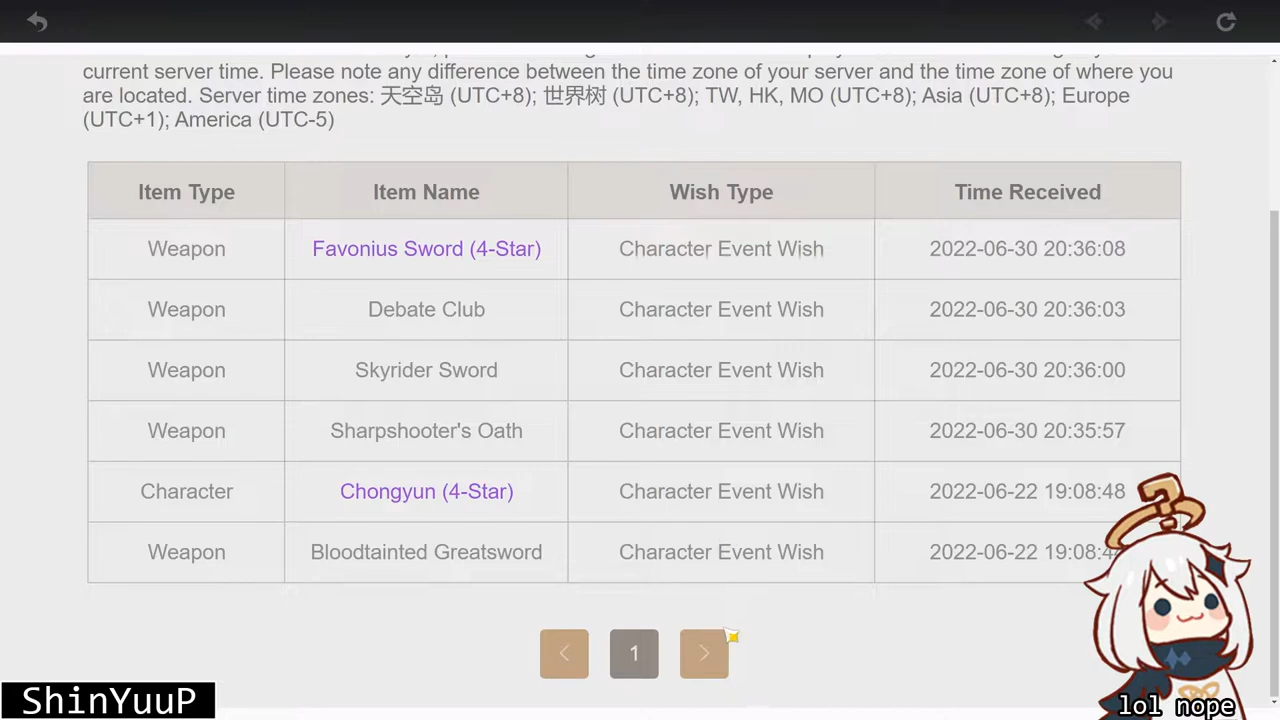 current server time. Please note any difference between the time zone of your server and the time zone of where you
are located. Server time zones: 天空岛 (UTC+8); 世界树 (UTC+8); TW, HK, MO (UTC+8); Asia (UTC+8); Europe
(UTC+1); America (UTC-5)
Item Type Item Name Wish Type Time Received
Weapon Favonius Sword (4-Star) Character Event Wish 2022-06-30 20:36:08
Weapon Debate Club Character Event Wish 2022-06-30 20:36:03
Weapon Skyrider Sword Character Event Wish 2022-06-30 20:36:00
Weapon Sharpshooter's Oath Character Event Wish 2022-06-30 20:35:57
Character Chongyun (4-Star) Character Event Wish 2022-06-22 19:08:48
Weapon Bloodtainted Greatsword Character Event Wish 2022-06-22
1
ShinYuuP
lol nope